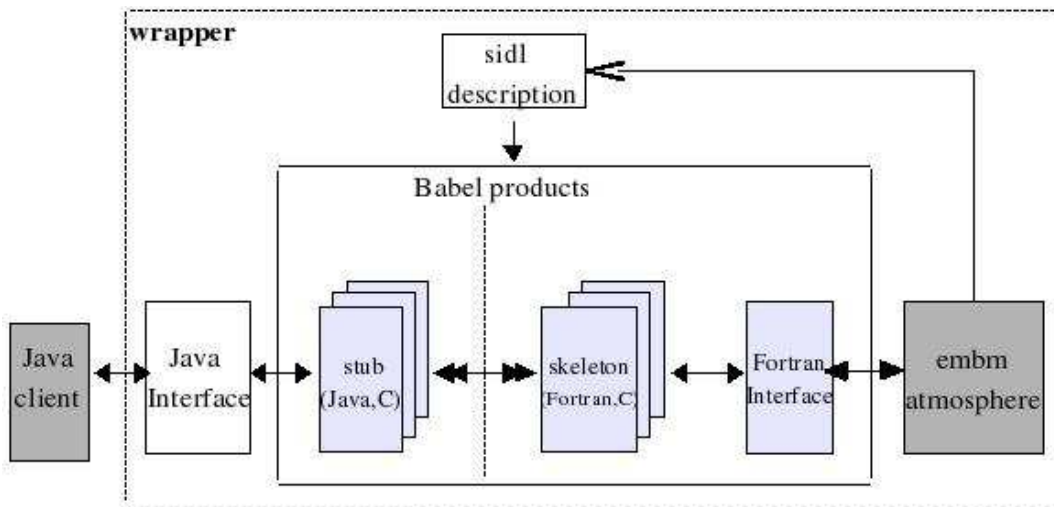 wrapper
sidl
description
Babel products
Java
client
Java
Interface
stub
(Java,C)
skeleton
(Fortran,C)
Fortran
Interface
embm
atmosphere